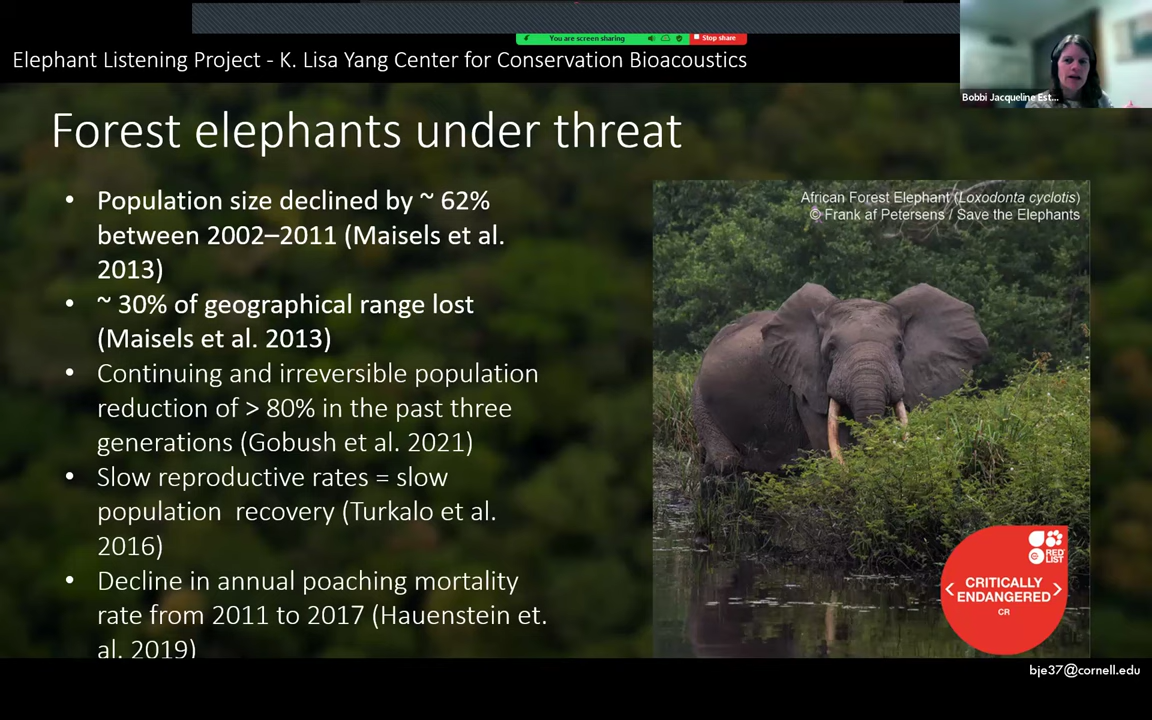 You are screen sharing
Stop share
Elephant Listening Project - K. Lisa Yang Center for Conservation Bioacoustics
Bobbi Jacqueline Est...
Forest elephants under threat
• Population size declined by ~ 62%
between 2002–2011 (Maisels et al.
2013)
• ~ 30% of geographical range lost
(Maisels et al. 2013)
• Continuing and irreversible population
reduction of > 80% in the past three
generations (Gobush et al. 2021)
• Slow reproductive rates = slow
population  recovery (Turkalo et al.
2016)
• Decline in annual poaching mortality
rate from 2011 to 2017 (Hauenstein et.
al. 2019)
African Forest Elephant (Loxodonta cyclotis)
© Frank af Petersens / Save the Elephants
RED
LIST
< CRITICALLY
ENDANGERED >
CR
bje37@cornell.edu